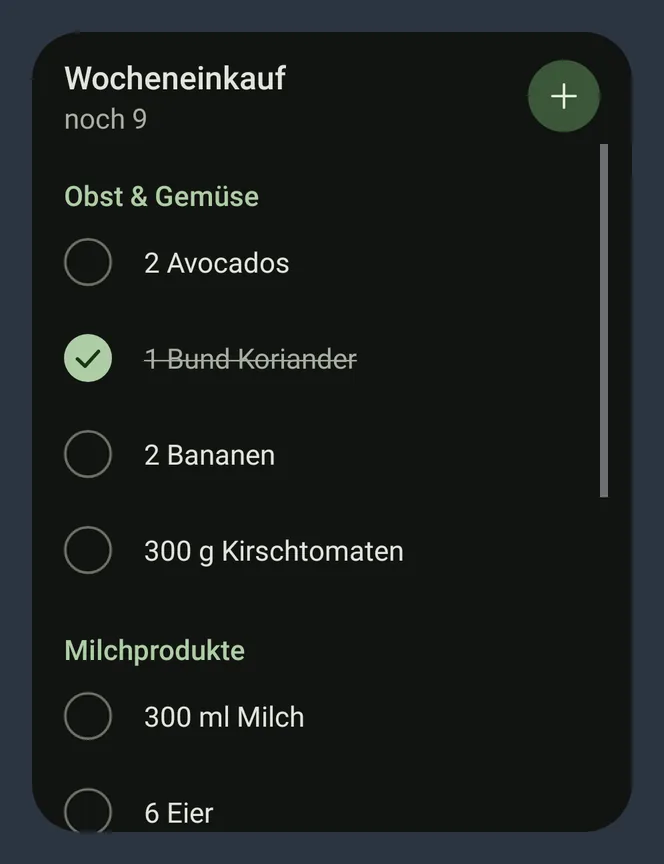 Wocheneinkauf
noch 9
Obst & Gemüse
2 Avocados
1 Bund Koriander
2 Bananen
300 g Kirschtomaten
Milchprodukte
300 ml Milch
6 Eier